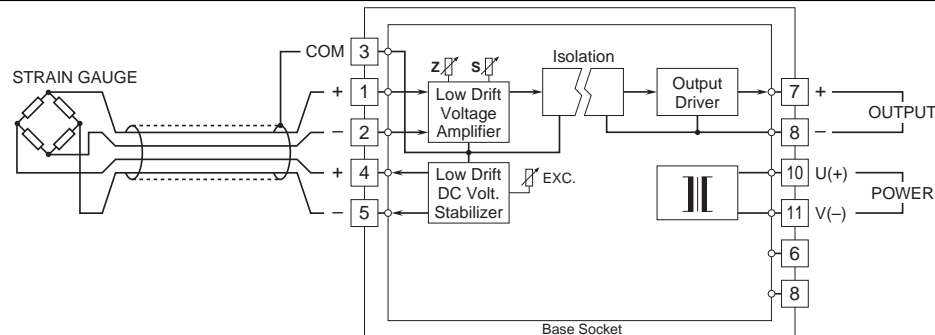 COM 3
Isolation
STRAIN GAUGE
Z S
+ 1
Low Drift
Voltage
Amplifier
Output
Driver
7 +
OUTPUT
− 2
8 −
+ 4
Low Drift
DC Volt.
Stabilizer
EXC.
10 U(+)
POWER
− 5
11 V(–)
6
8
Base Socket